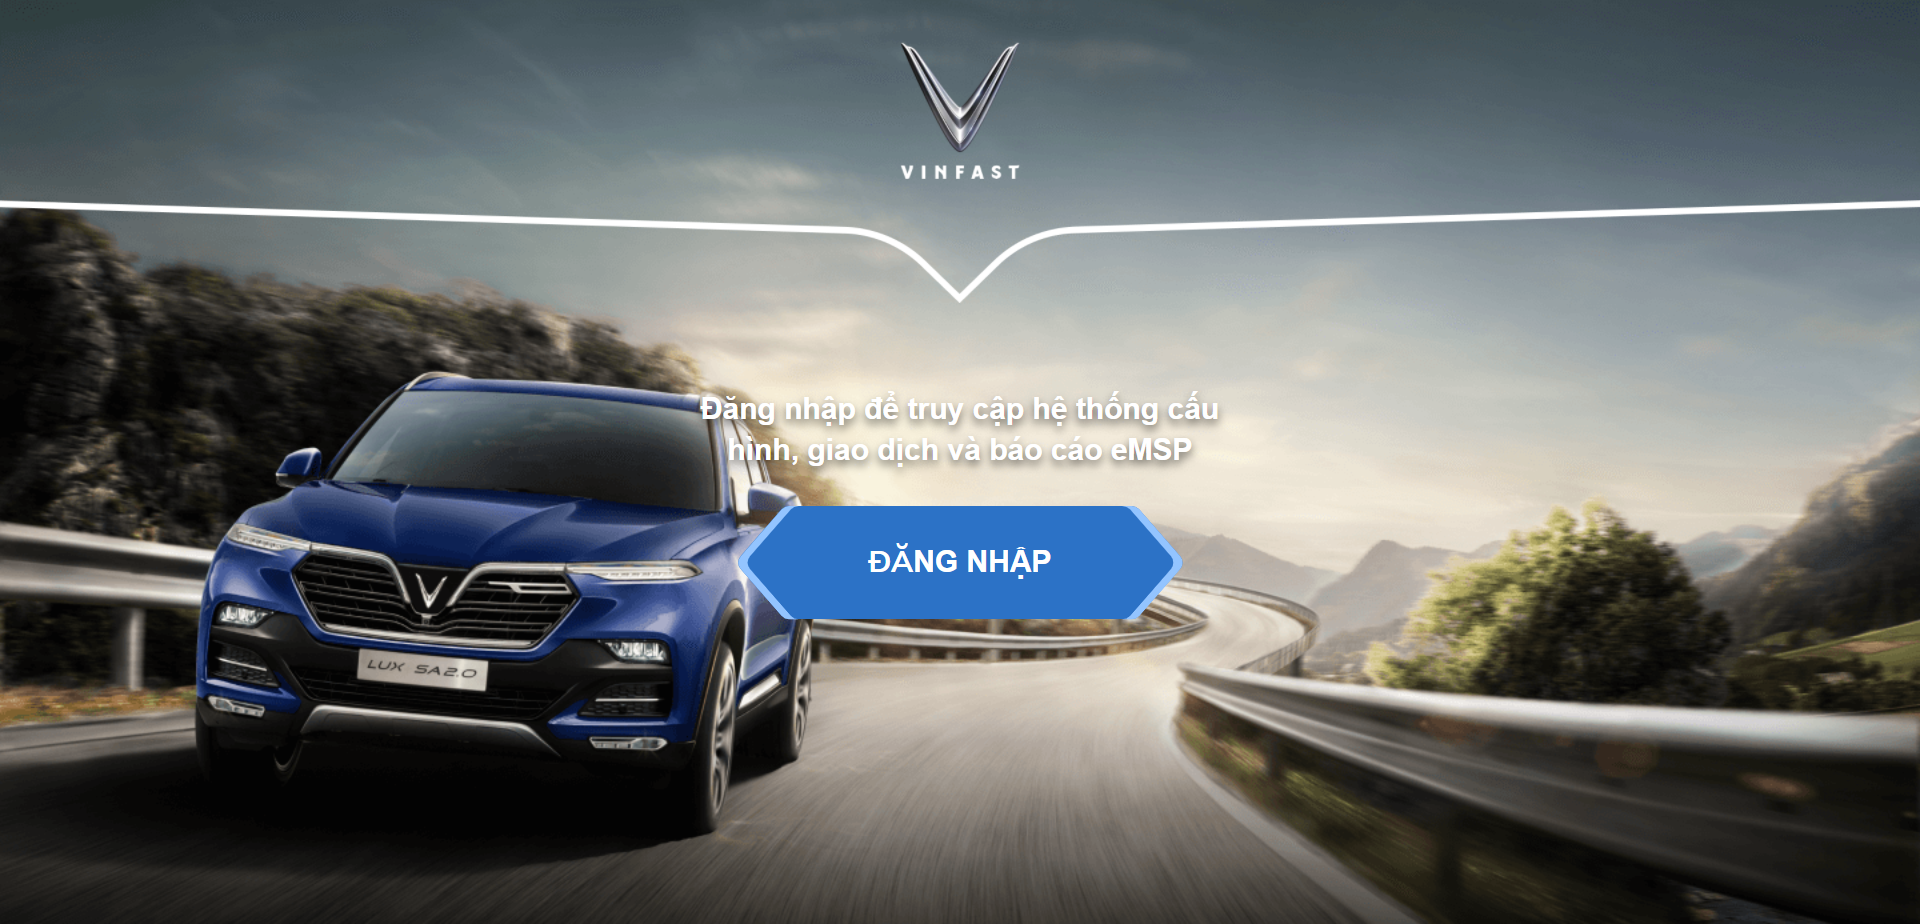 VINFAST
Đăng nhập để truy cập hệ thống cấu
hình, giao dịch và báo cáo eMSP
ĐĂNG NHẬP
LUX SA2.0